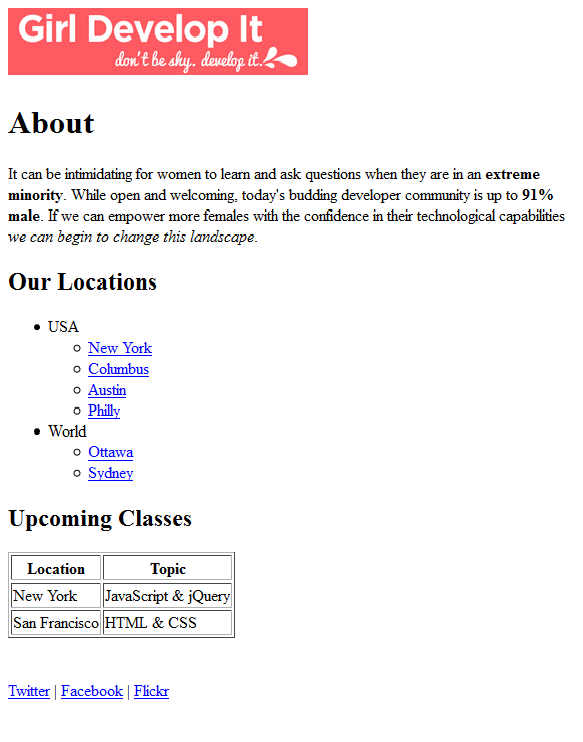 Girl Develop It
don't be shy. develop it.
About
It can be intimidating for women to learn and ask questions when they are in an extreme
minority. While open and welcoming, today's budding developer community is up to 91%
male. If we can empower more females with the confidence in their technological capabilities
we can begin to change this landscape.
Our Locations
USA
New York
Columbus
Austin
Philly
World
Ottawa
Sydney
Upcoming Classes
Location Topic
New York JavaScript & jQuery
San Francisco HTML & CSS
Twitter | Facebook | Flickr